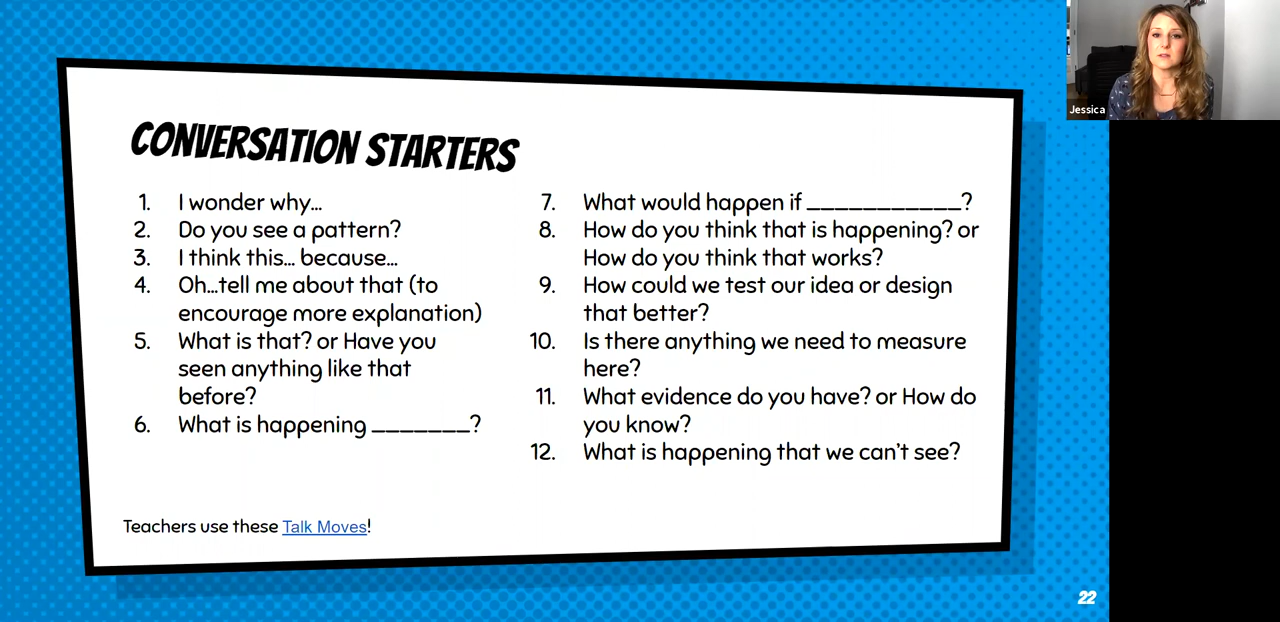 CONVERSATION STARTERS
1. I wonder why...
2. Do you see a pattern?
3. I think this... because...
4. Oh...tell me about that (to
encourage more explanation)
5. What is that? or Have you
seen anything like that
before?
6. What is happening _______?
7. What would happen if ___________?
8. How do you think that is happening? or
How do you think that works?
9. How could we test our idea or design
that better?
10. Is there anything we need to measure
here?
11. What evidence do you have? or How do
you know?
12. What is happening that we can't see?
Teachers use these Talk Moves!
22
Jessica